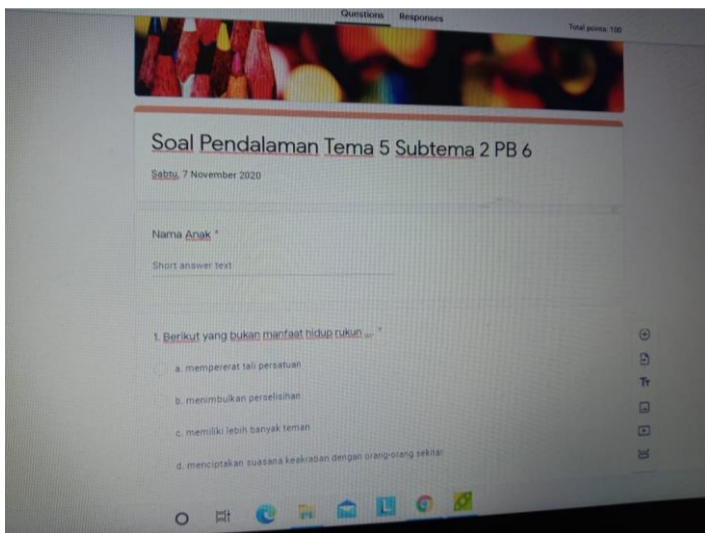 Questions Responses
Total points: 100
Soal Pendalaman Tema 5 Subtema 2 PB 6
Sabtu, 7 November 2020
Nama Anak *
Short answer text
1. Berikut yang bukan manfaat hidup rukun .... *
a. mempererat tali persatuan
b. menimbulkan perselisihan
c. memiliki lebih banyak teman
d. menciptakan suasana keakraban dengan orang-orang sekitar
Tт
L